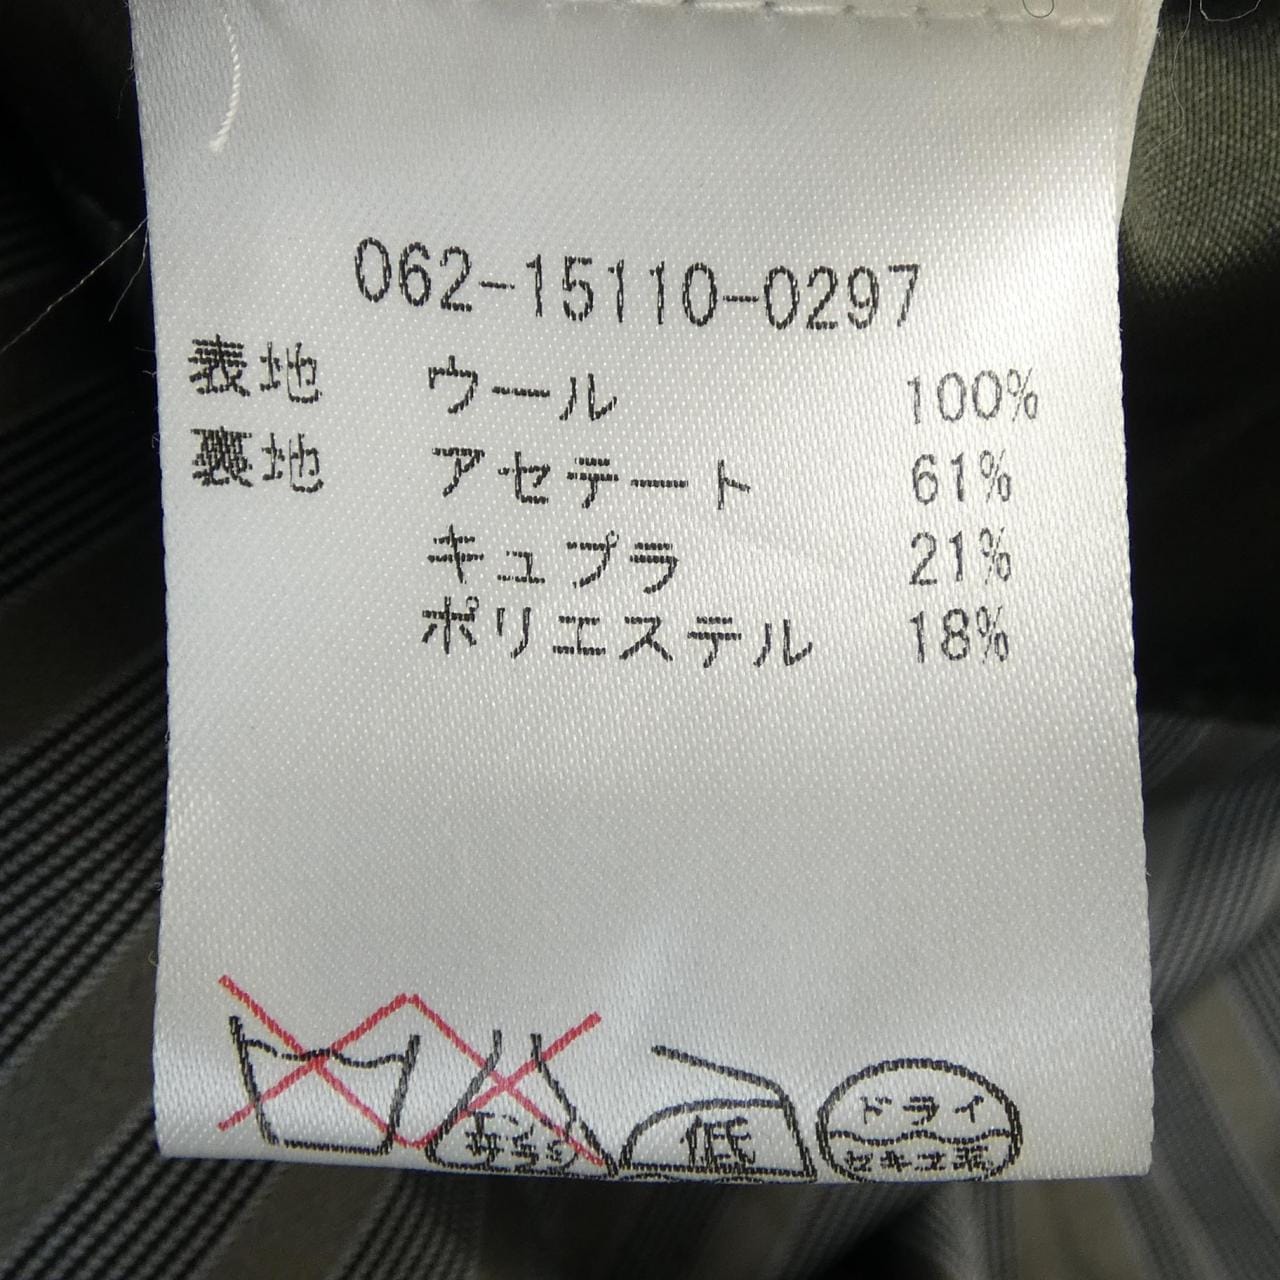 062-15110-0297
表地 ウール 100%
裏地 アセテート 61%
キュプラ 21%
ポリエステル 18%
低
ドライ
セキユ系